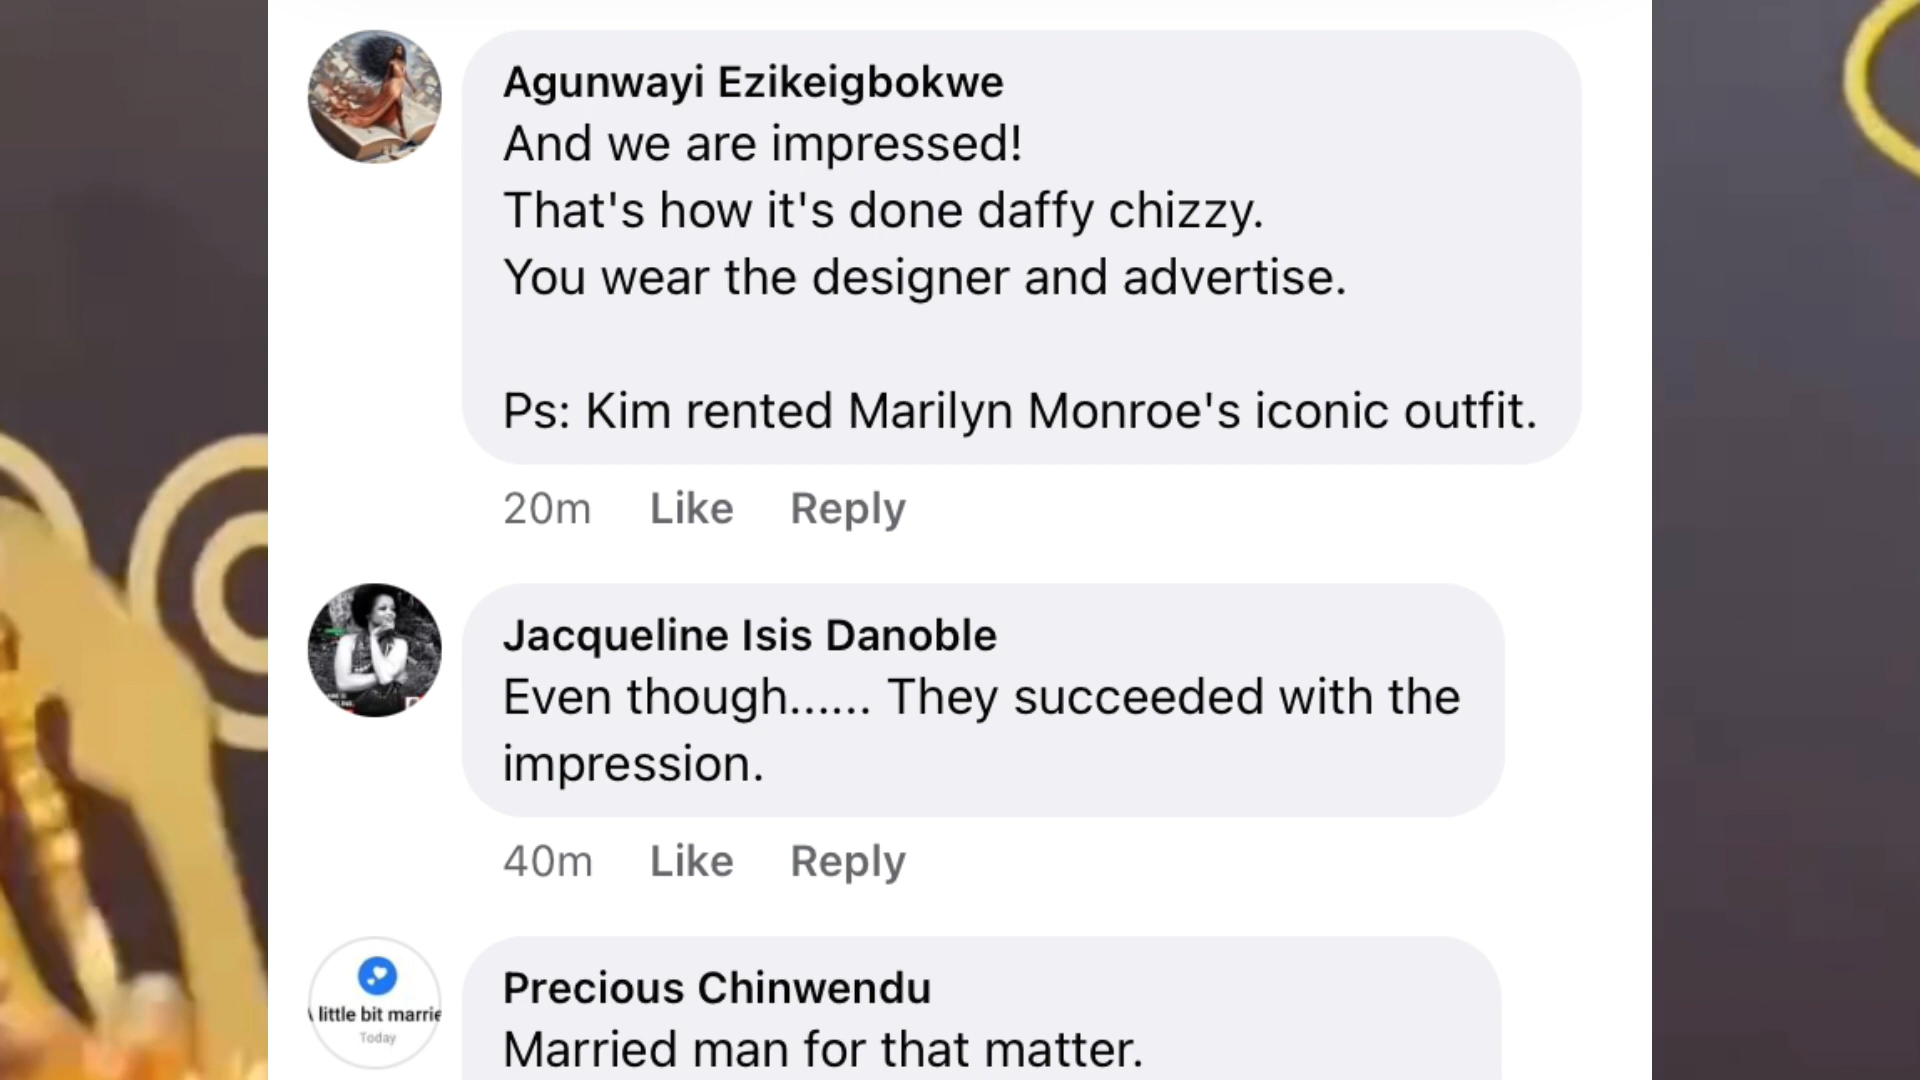 Agunwayi Ezikeigbokwe
And we are impressed!
That's how it's done daffy chizzy.
You wear the designer and advertise.
Ps: Kim rented Marilyn Monroe's iconic outfit.
20m Like Reply
Jacqueline Isis Danoble
Even though...... They succeeded with the
impression.
40m Like Reply
little bit marrie
Today
Precious Chinwendu
Married man for that matter.